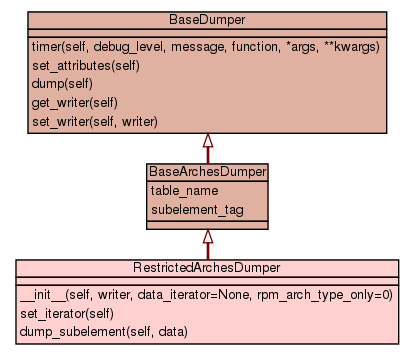 BaseDumper
timer(self, debug_level, message, function, *args, **kwargs)
set_attributes(self)
dump(self)
get_writer(self)
set_writer(self, writer)
BaseArchesDumper
table_name
subelement_tag
RestrictedArchesDumper
__init__(self, writer, data_iterator=None, rpm_arch_type_only=0)
set_iterator(self)
dump_subelement(self, data)